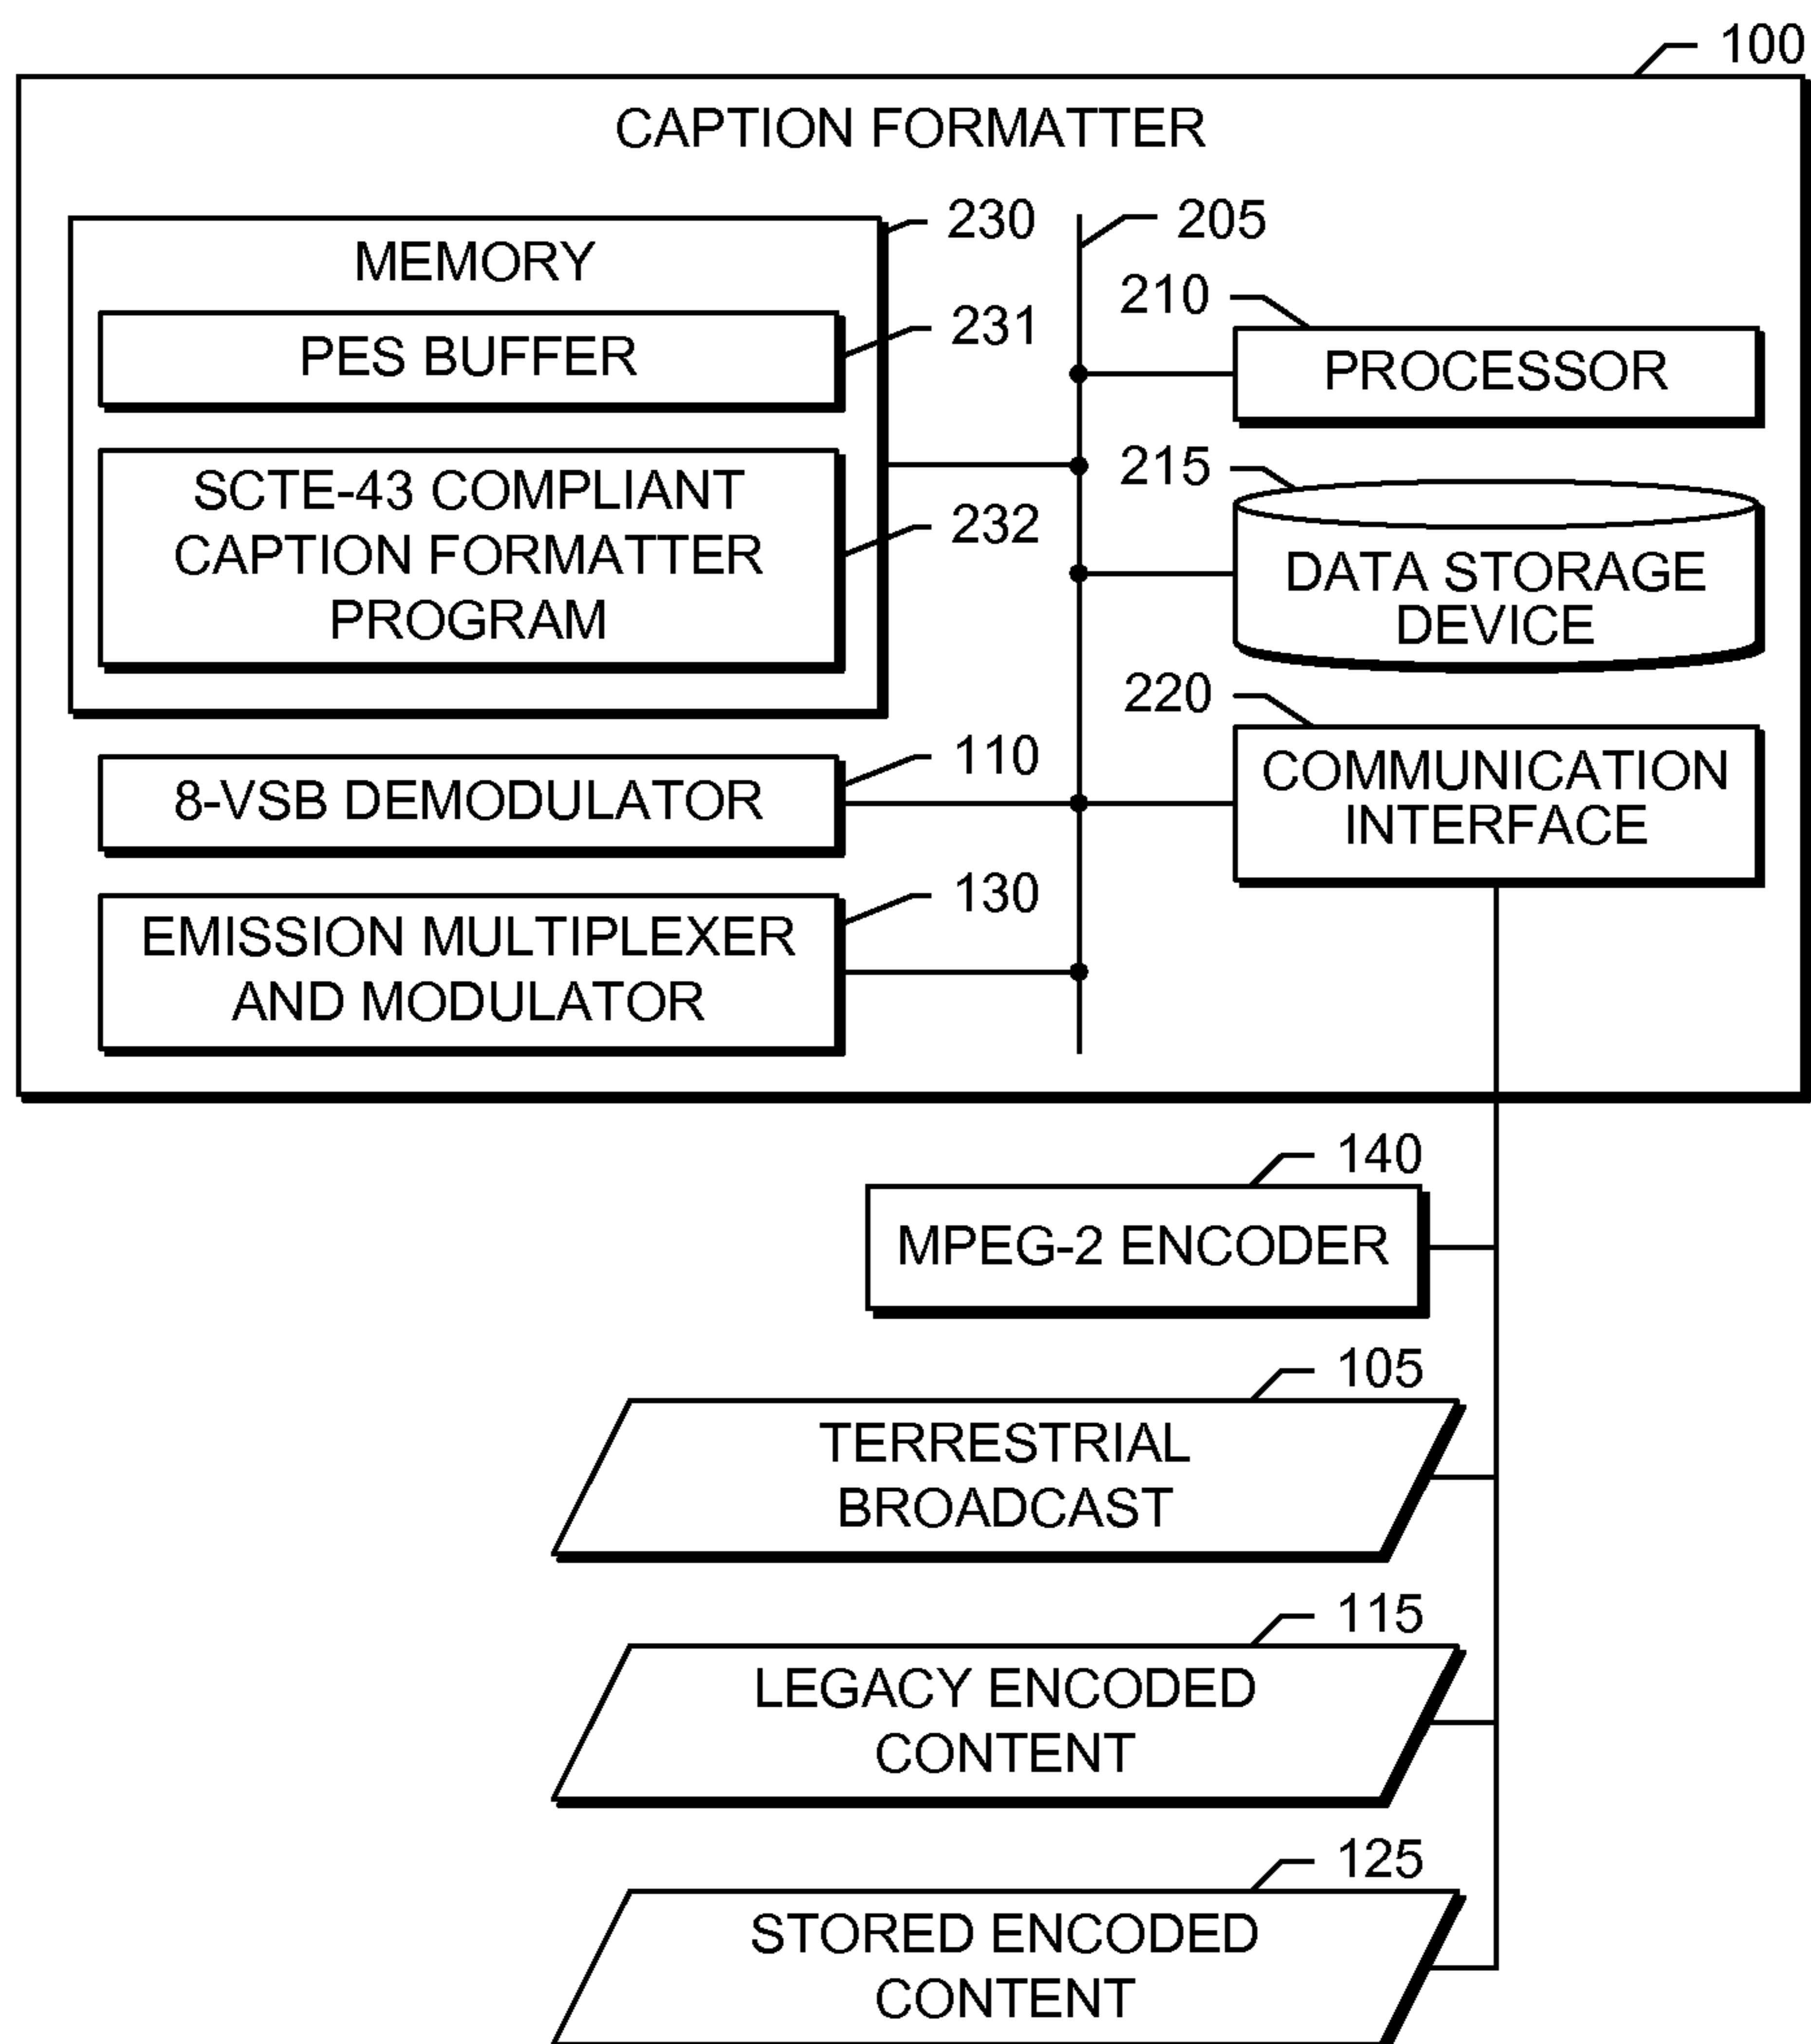 100
CAPTION FORMATTER
230
205
MEMORY
210
PES BUFFER
231
PROCESSOR
215
SCTE-43 COMPLIANT
CAPTION FORMATTER
PROGRAM
232
DATA STORAGE
DEVICE
220
110
8-VSB DEMODULATOR
COMMUNICATION
INTERFACE
130
EMISSION MULTIPLEXER
AND MODULATOR
140
MPEG-2 ENCODER
105
TERRESTRIAL
BROADCAST
115
LEGACY ENCODED
CONTENT
125
STORED ENCODED
CONTENT